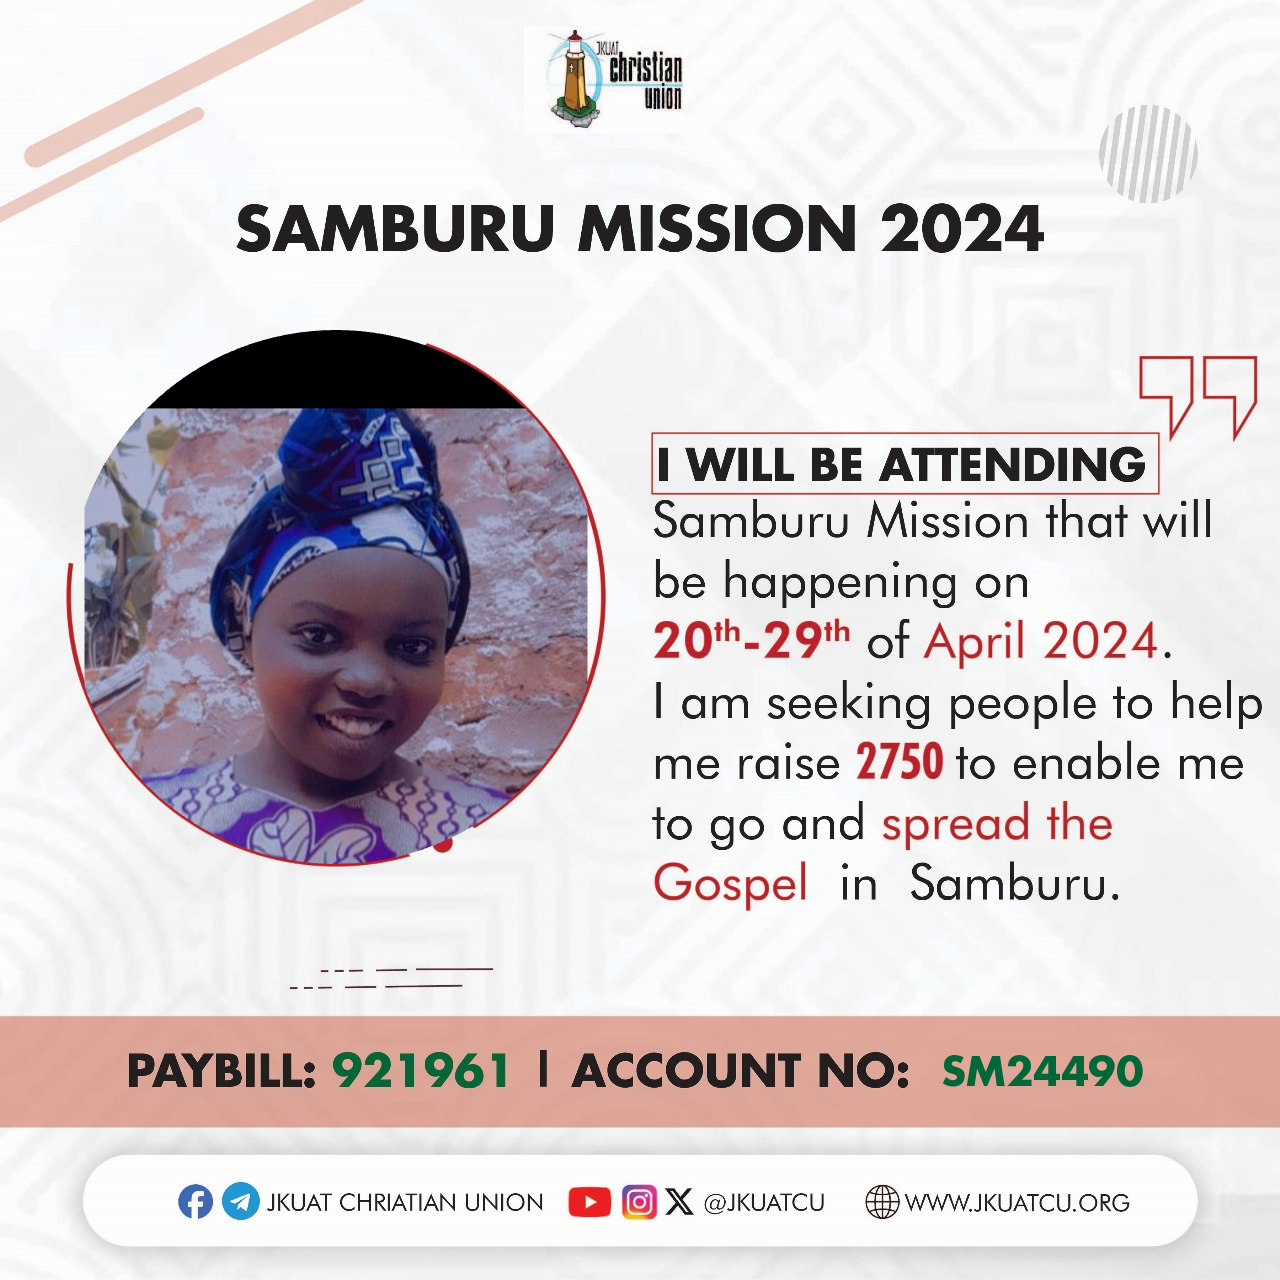 JKUAT
christian
union
SAMBURU MISSION 2024
I WILL BE ATTENDING
Samburu Mission that will
be happening on
20th-29th of April 2024.
I am seeking people to help
me raise 2750 to enable me
to go and spread the
Gospel in Samburu.
PAYBILL: 921961 | ACCOUNT NO: SM24490
JKUAT CHRIATIAN UNION @JKUATCU WWW.JKUATCU.ORG